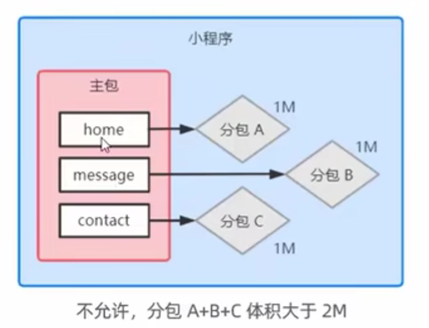 小程序
主包
home
1M
分包 A
message
1M
分包 B
contact
分包 C
1M
不允许，分包 A+B+C 体积大于 2M